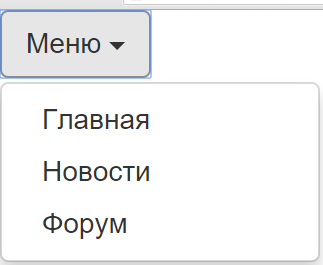 Меню
Главная
Новости
Форум